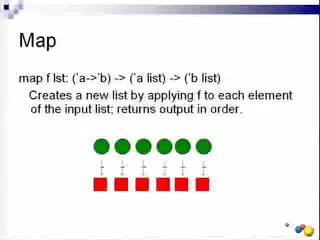 Map
map f lst: ('a->'b) -> ('a list) -> ('b list)
Creates a new list by applying f to each element
of the input list; returns output in order.